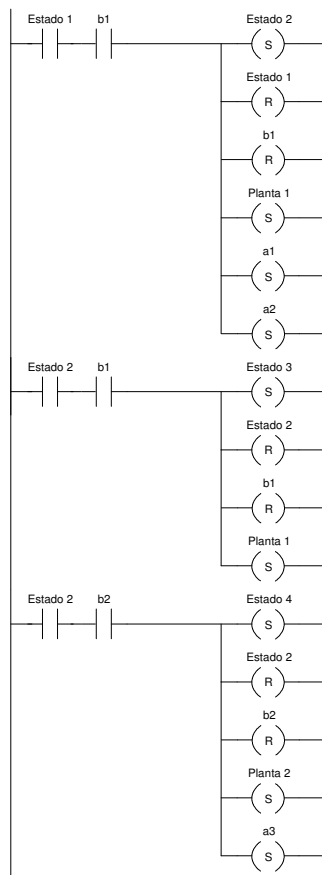 Estado 1 b1 Estado 2
S
Estado 1
R
b1
R
Planta 1
S
a1
S
a2
S
Estado 2 b1 Estado 3
S
Estado 2
R
b1
R
Planta 1
S
Estado 2 b2 Estado 4
S
Estado 2
R
b2
R
Planta 2
S
a3
S